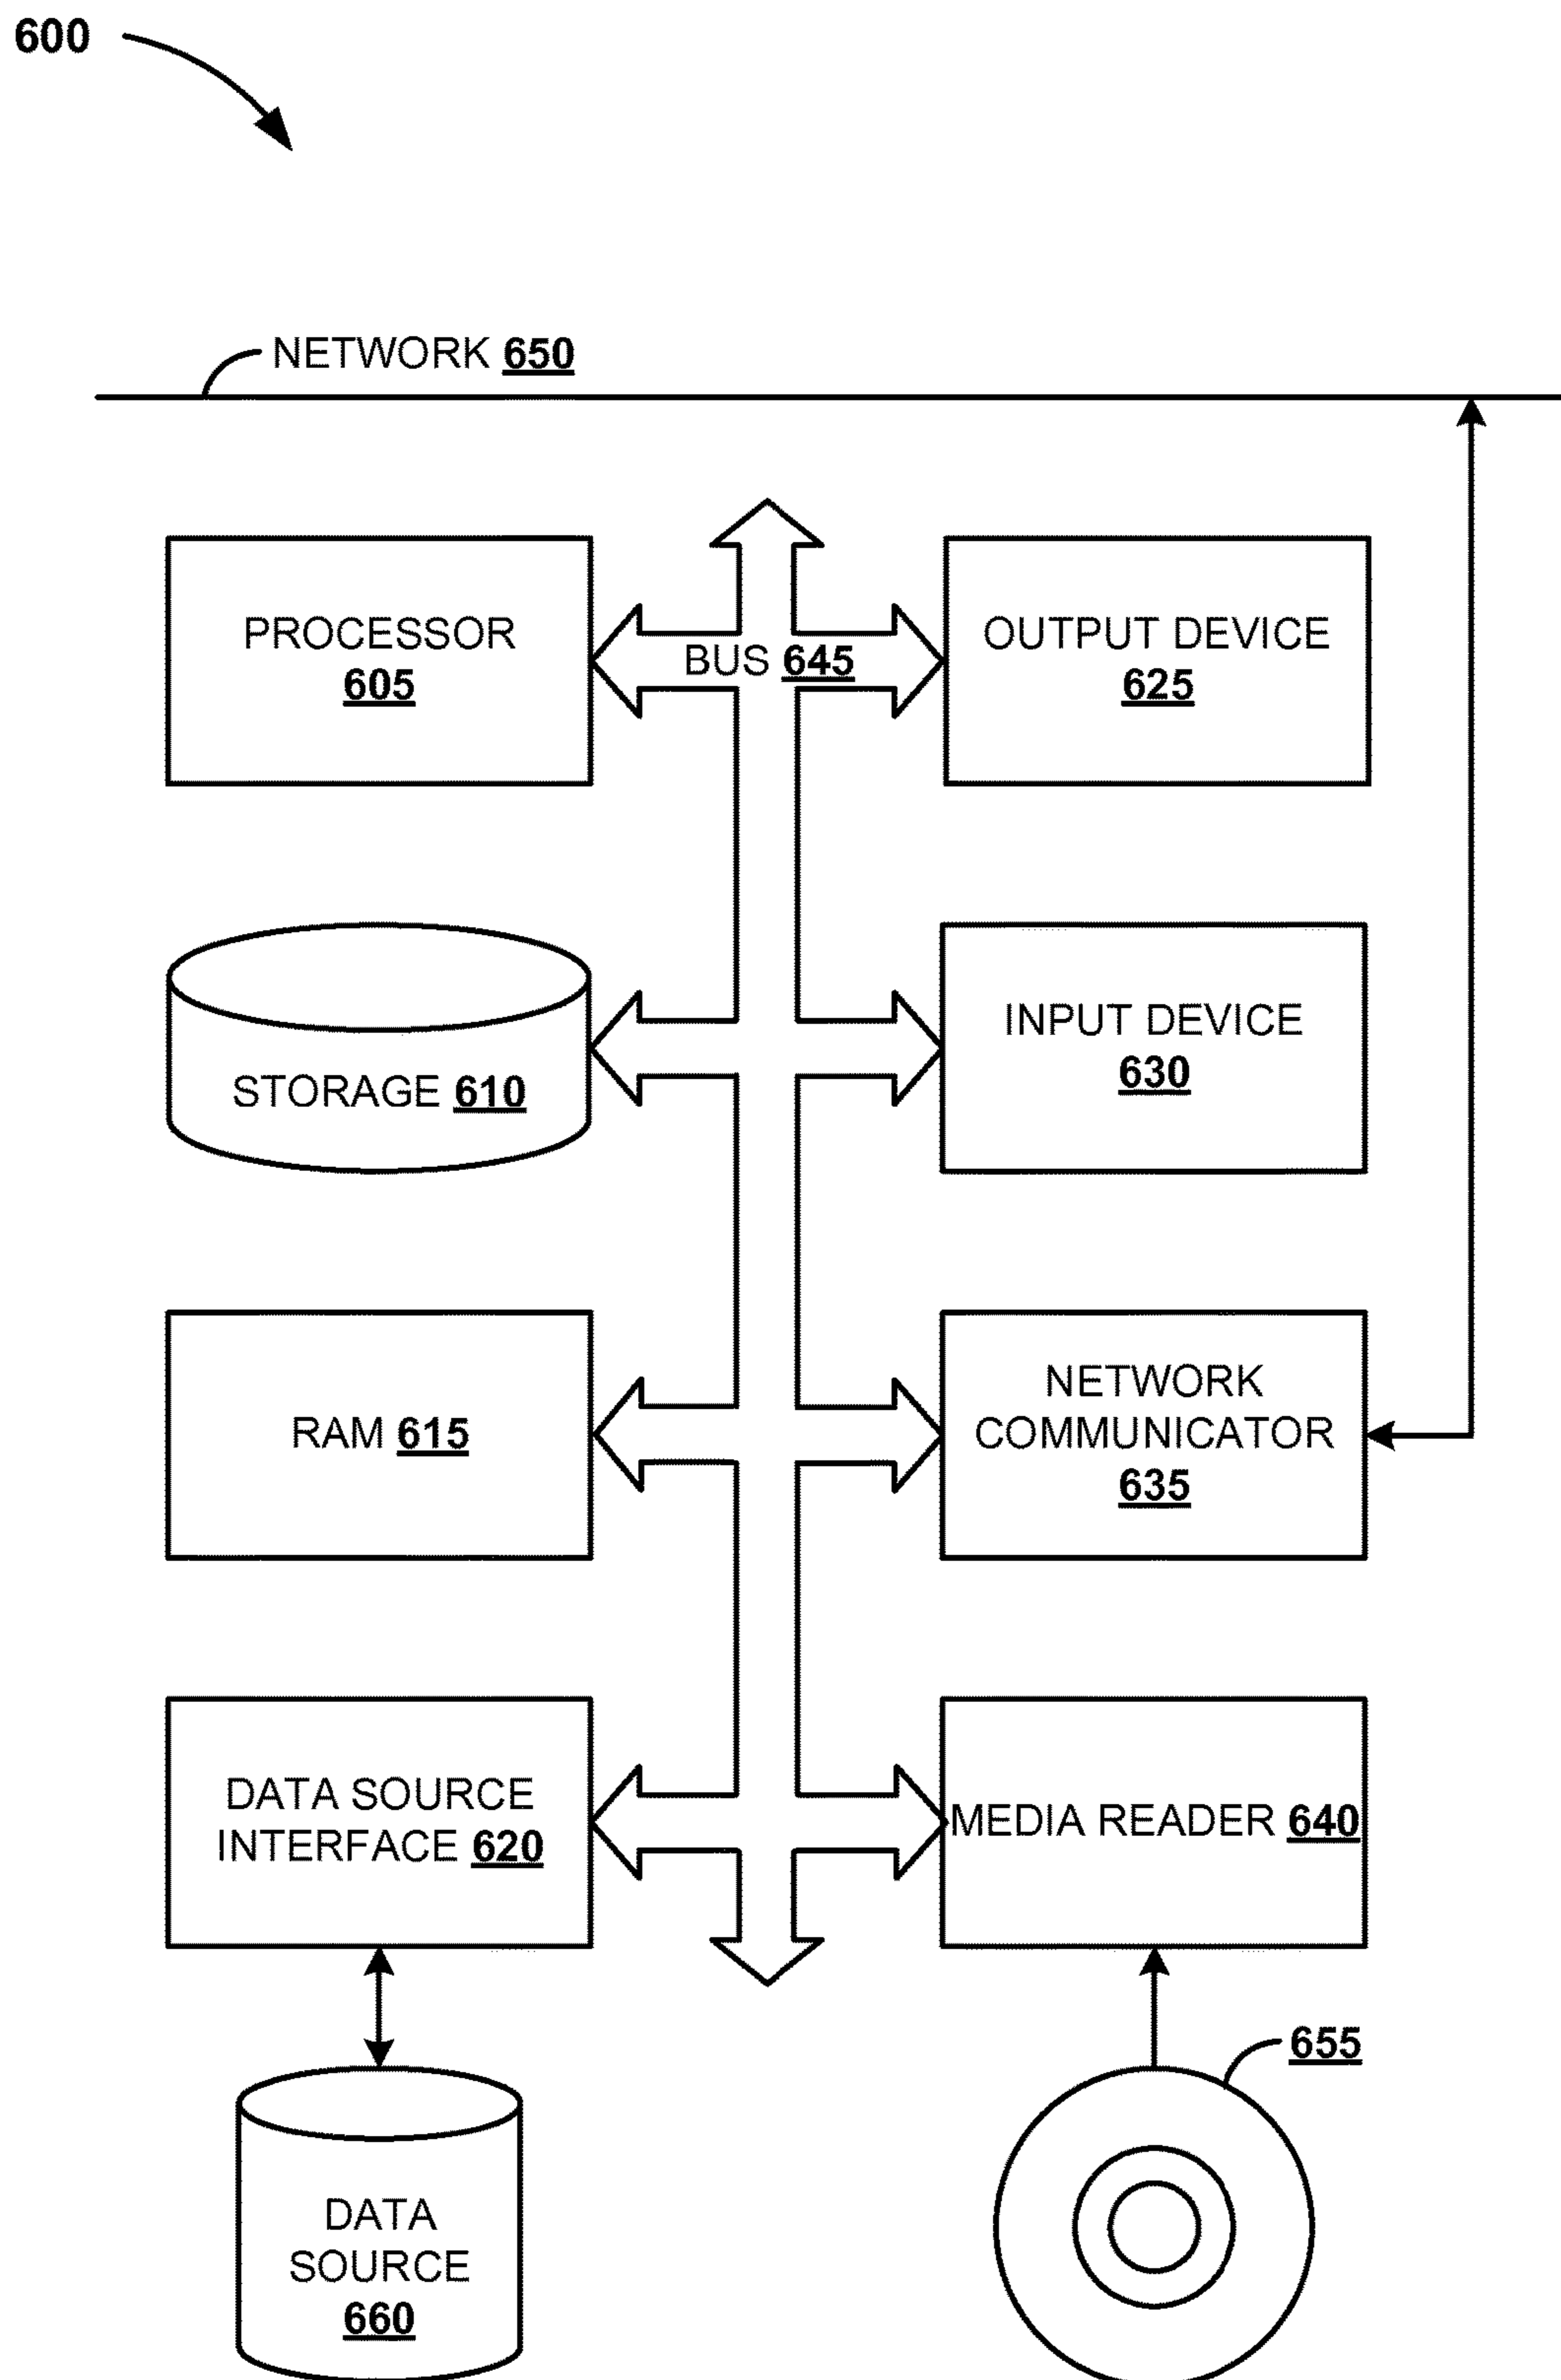 600
NETWORK 650
PROCESSOR
605
BUS 645
OUTPUT DEVICE
625
STORAGE 610
INPUT DEVICE
630
RAM 615
NETWORK
COMMUNICATOR
635
DATA SOURCE
INTERFACE 620
MEDIA READER 640
655
DATA
SOURCE
660